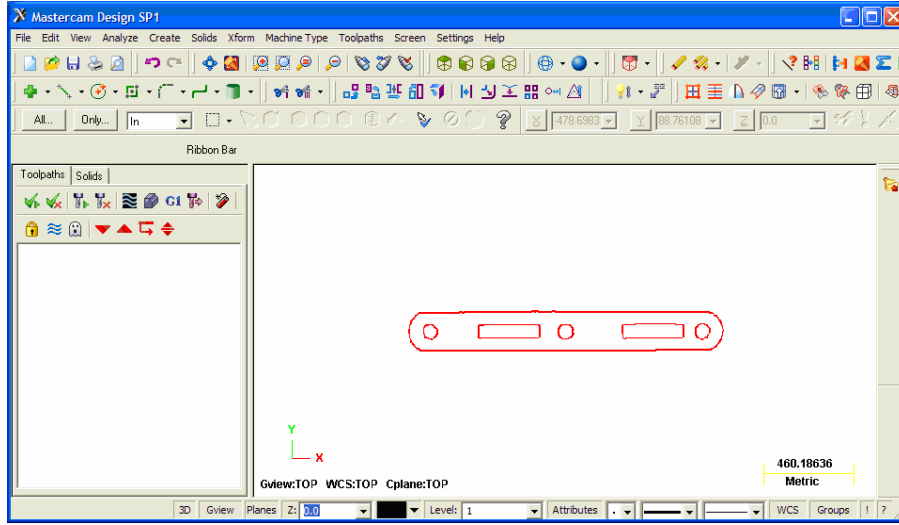 Mastercam Design SP1
File Edit View Analyze Create Solids Xform Machine Type Toolpaths Screen Settings Help
All... Only... In X -478.6983 Y 88.76108 Z 0.0
Ribbon Bar
Toolpaths Solids
G1
Y
X
460.18636
Metric
Gview:TOP WCS:TOP Cplane:TOP
3D Gview Planes Z: 0.0 Level: 1 Attributes WCS Groups ! ?